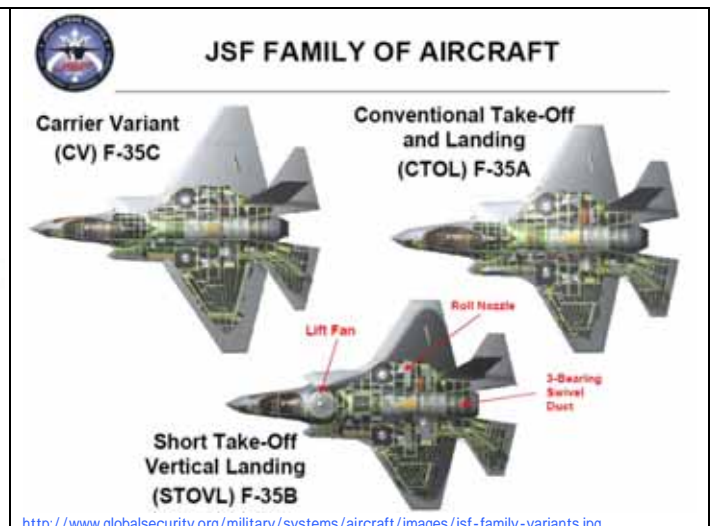 JSF FAMILY OF AIRCRAFT
Carrier Variant
(CV) F-35C
Conventional Take-Off
and Landing
(CTOL) F-35A
Roll Nozzle
Lift Fan
3-Bearing
Swivel
Duct
Short Take-Off
Vertical Landing
(STOVL) F-35B
http://www.globalsecurity.org/military/systems/aircraft/images/jsf-family-variants.jpg